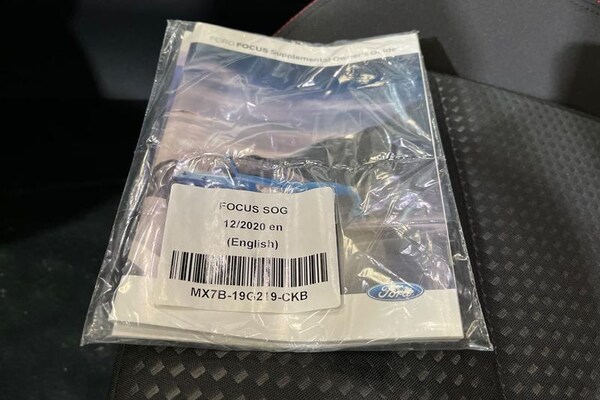 FORD FOCUS Supplemental Owner's Guide
FOCUS SOG
12/2020 en
(English)
MX7B-19G219-CKB
Ford